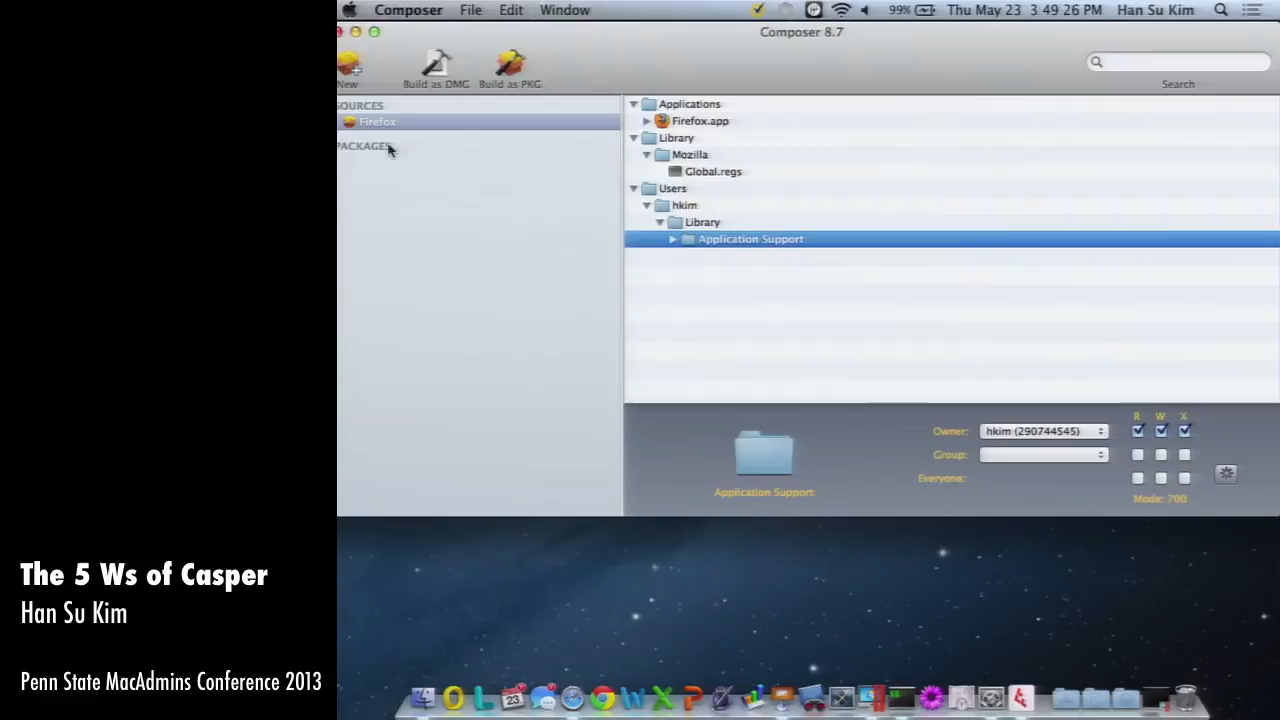 Composer File Edit Window 99% Thu May 23 3:49:26 PM Han Su Kim
Composer 8.7
New Build as DMG Build as PKG Search
SOURCES
Firefox
PACKAGES
Applications
Firefox.app
Library
Mozilla
Global.regs
Users
hkim
Library
Application Support
R W X
Owner: hkim (290744545)
Group:
Everyone:
Application Support
Mode: 700
The 5 Ws of Casper
Han Su Kim
Penn State MacAdmins Conference 2013
23